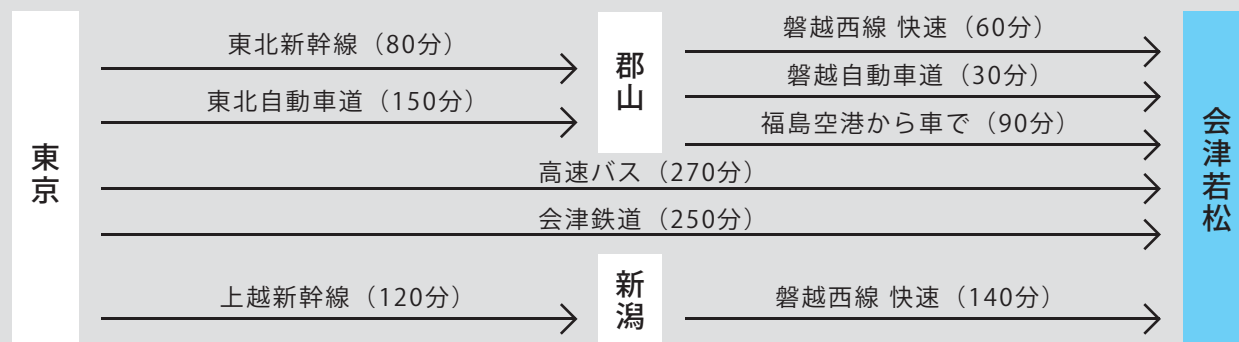 東京
東北新幹線（80分）
東北自動車道（150分）
郡山
磐越西線 快速（60分）
磐越自動車道（30分）
福島空港から車で（90分）
高速バス（270分）
会津鉄道（250分）
上越新幹線（120分）
新潟
磐越西線 快速（140分）
会津若松